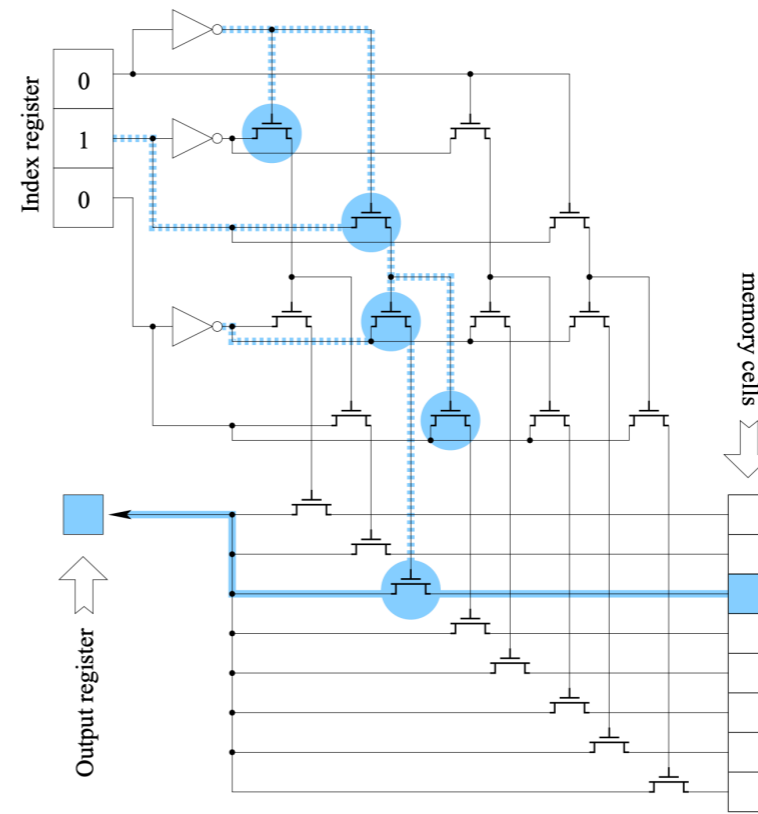 Index register
0
1
0
memory cells
Output register